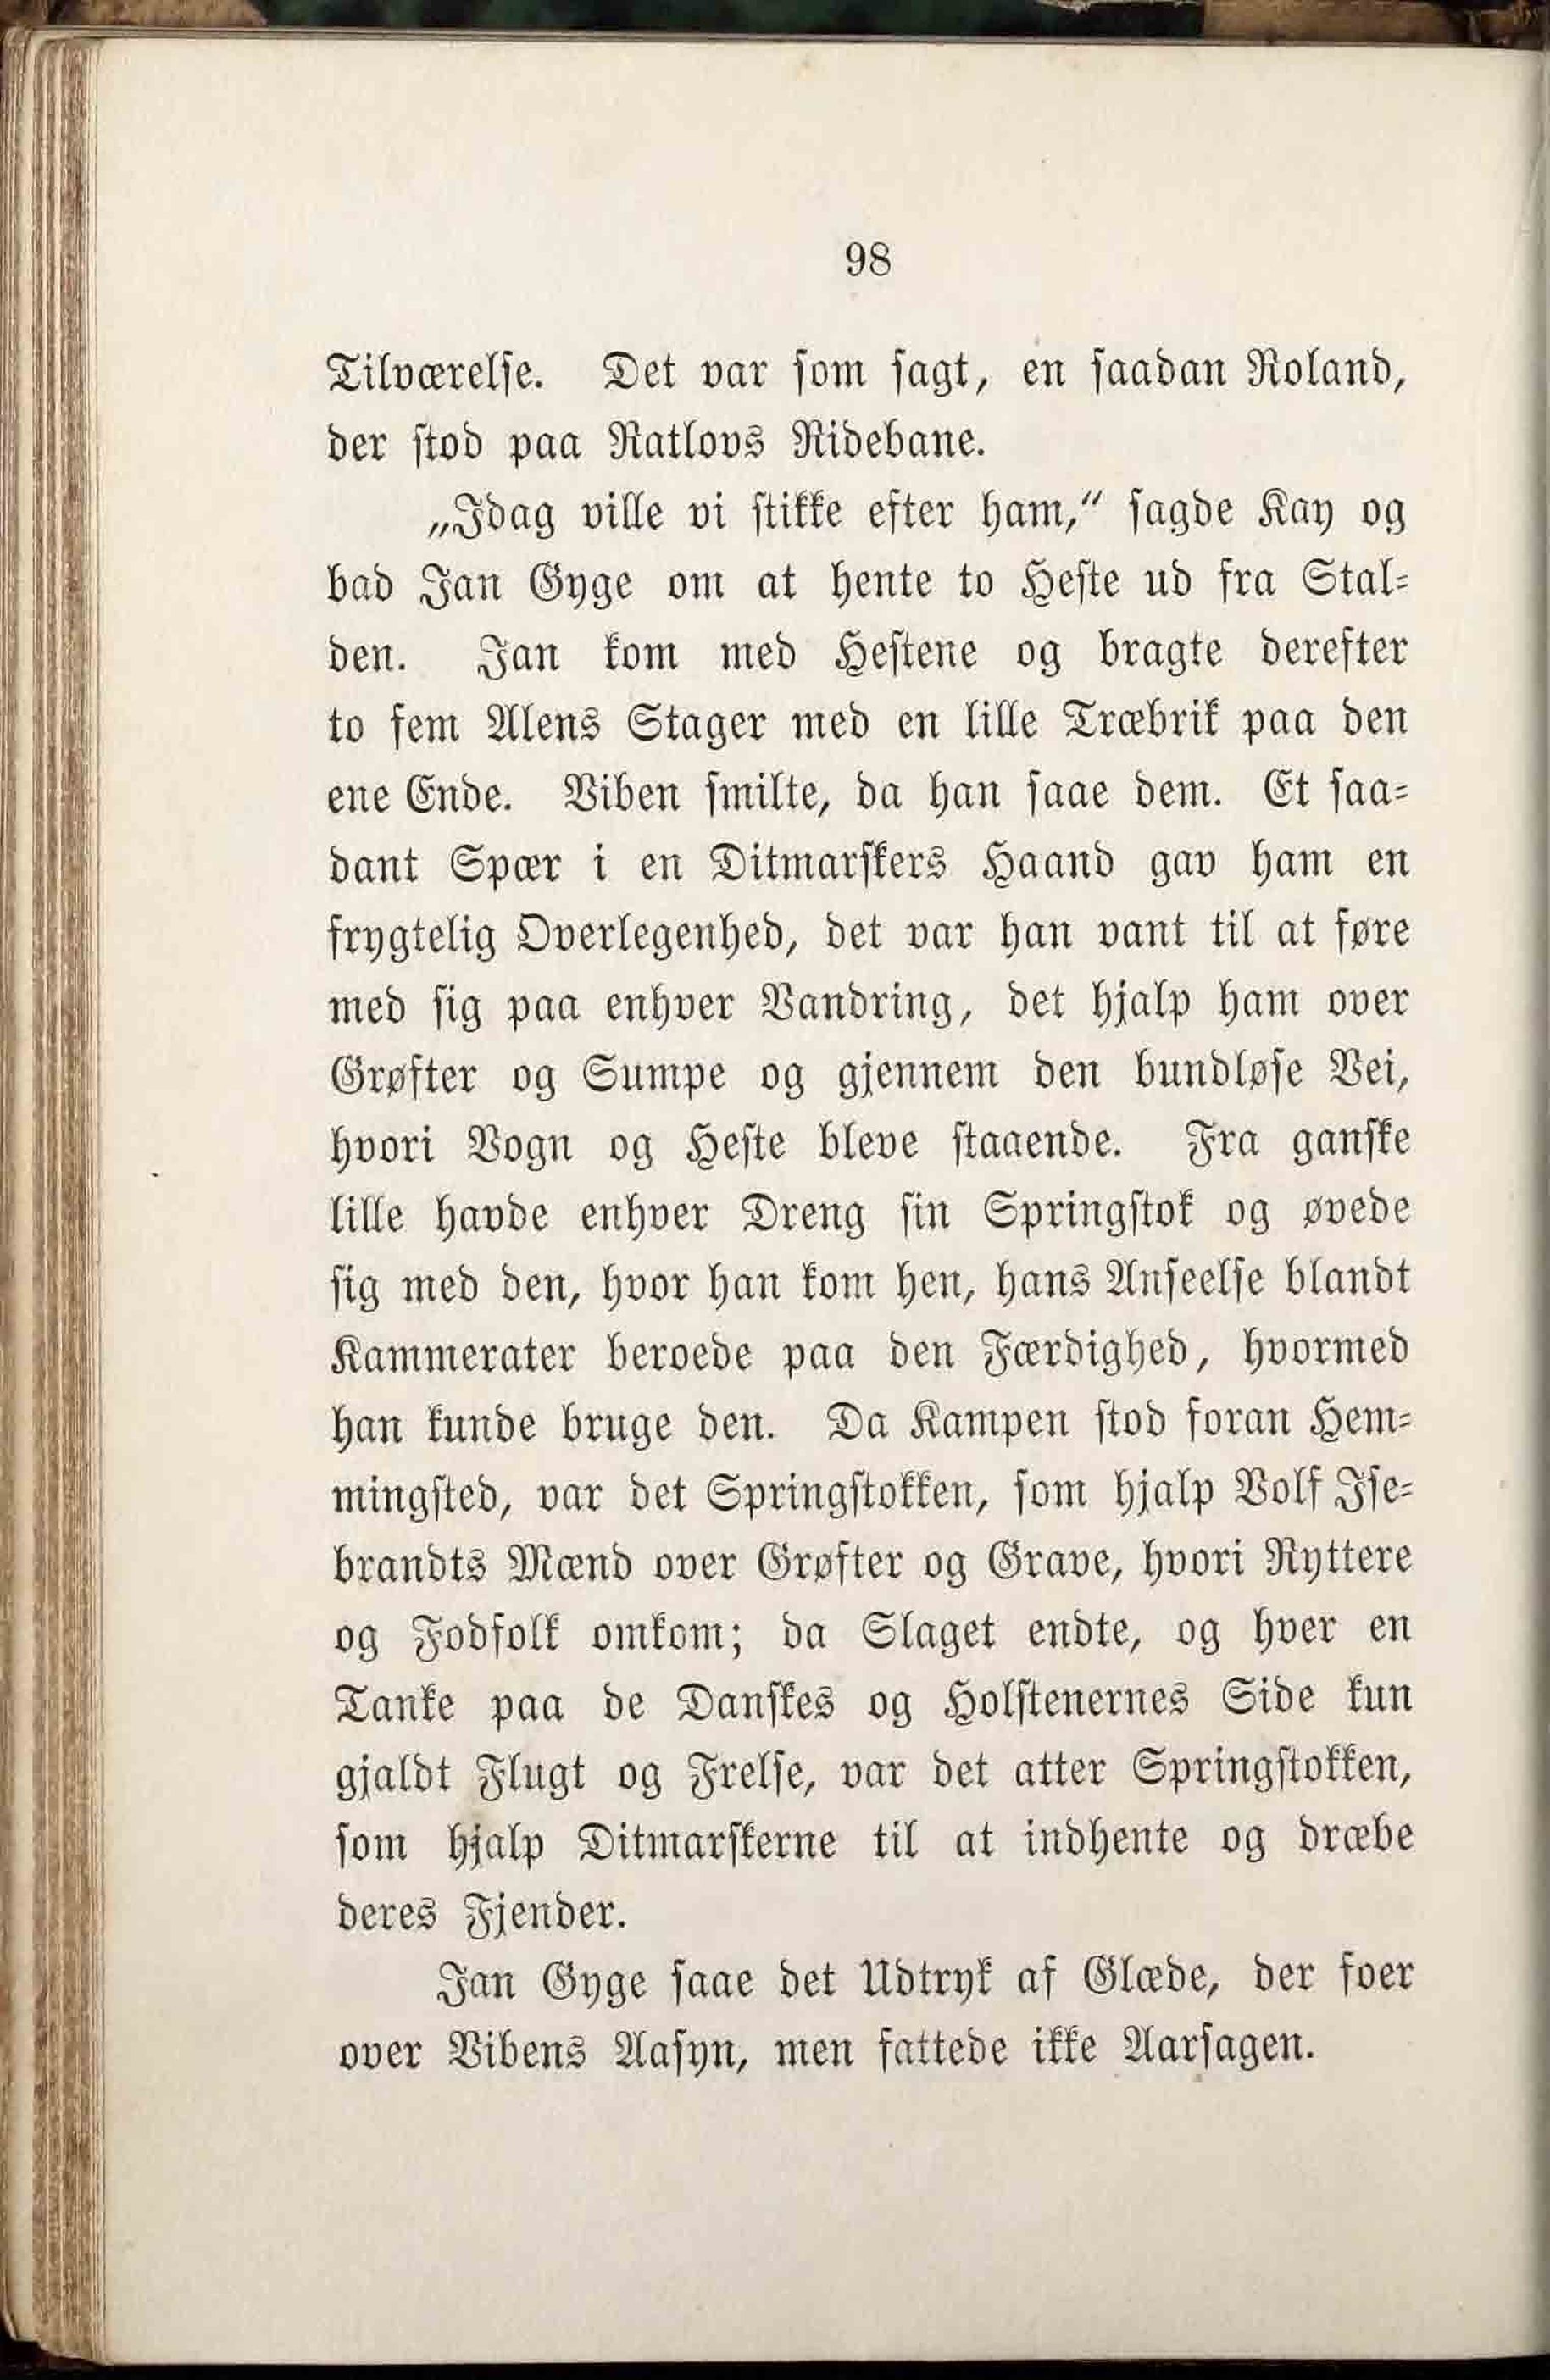 98
Tilværelse. Det var som sagt, en saadan Roland,
der stod paa Ratlovs Ridebane.
„Idag ville vi stikke efter ham,“ sagde Kay og
bad Jan Gyge om at hente to Heste ud fra Stal-
den. Jan kom med Hestene og bragte derefter
to fem Alens Stager med en lille Træbrik paa den
ene Ende. Viben smilte, da han saae dem. Et saa-
dant Spær i en Ditmarskers Haand gav ham en
frygtelig Overlegenhed, det var han vant til at føre
med sig paa enhver Vandring, det hjalp ham over
Grøfter og Sumpe og gjennem den bundløse Vei,
hvori Vogn og Heste bleve staaende. Fra ganske
lille havde enhver Dreng sin Springstok og øvede
sig med den, hvor han kom hen, hans Anseelse blandt
Kammerater beroede paa den Færdighed, hvormed
han kunde bruge den. Da Kampen stod foran Hem-
mingsted, var det Springstokken, som hjalp Volf Ise-
brandts Mænd over Grøfter og Grave, hvori Ryttere
og Fodfolk omkom; da Slaget endte, og hver en
Tanke paa de Danskes og Holstenernes Side kun
gjaldt Flugt og Frelse, var det atter Springstokken,
som hjalp Ditmarskerne til at indhente og dræbe
deres Fjender.
Jan Gyge saae det Udtryk af Glæde, der foer
over Vibens Aasyn, men fattede ikke Aarsagen.